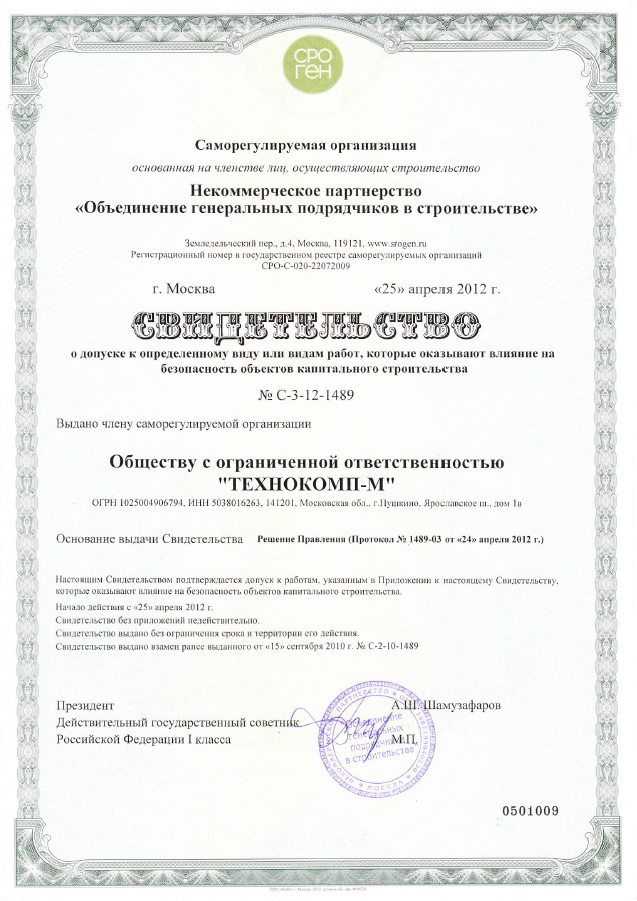 СРО
ГЕН
Саморегулируемая организация
основанная на членстве лиц, осуществляющих строительство
Некоммерческое партнерство
«Объединение генеральных подрядчиков в строительстве»
Земледельческий пер., д.4, Москва, 119121, www.srogen.ru
Регистрационный номер в государственном реестре саморегулируемых организаций
СРО-С-020-22072009
г. Москва «25» апреля 2012 г.
СВИДЕТЕЛЬСТВО
о допуске к определенному виду или видам работ, которые оказывают влияние на
безопасность объектов капитального строительства
№ С-3-12-1489
Выдано члену саморегулируемой организации
Обществу с ограниченной ответственностью
"ТЕХНОКОМП-М"
ОГРН 1025004906794, ИНН 5038016263, 141201, Московская обл., г.Пушкино, Ярославское ш., дом 1в
Основание выдачи Свидетельства Решение Правления (Протокол № 1489-03 от «24» апреля 2012 г.)
Настоящим Свидетельством подтверждается допуск к работам, указанным в Приложении к настоящему Свидетельству,
которые оказывают влияние на безопасность объектов капитального строительства.
Начало действия с «25» апреля 2012 г.
Свидетельство без приложений недействительно.
Свидетельство выдано без ограничения срока и территории его действия.
Свидетельство выдано взамен ранее выданного от «15» сентября 2010 г. № С-2-10-1489
Президент А.Ш. Шамузафаров
Действительный государственный советник
Российской Федерации I класса М.П.
Объединение
генеральных
подрядчиков
в строительстве
МОСКВА
0501009